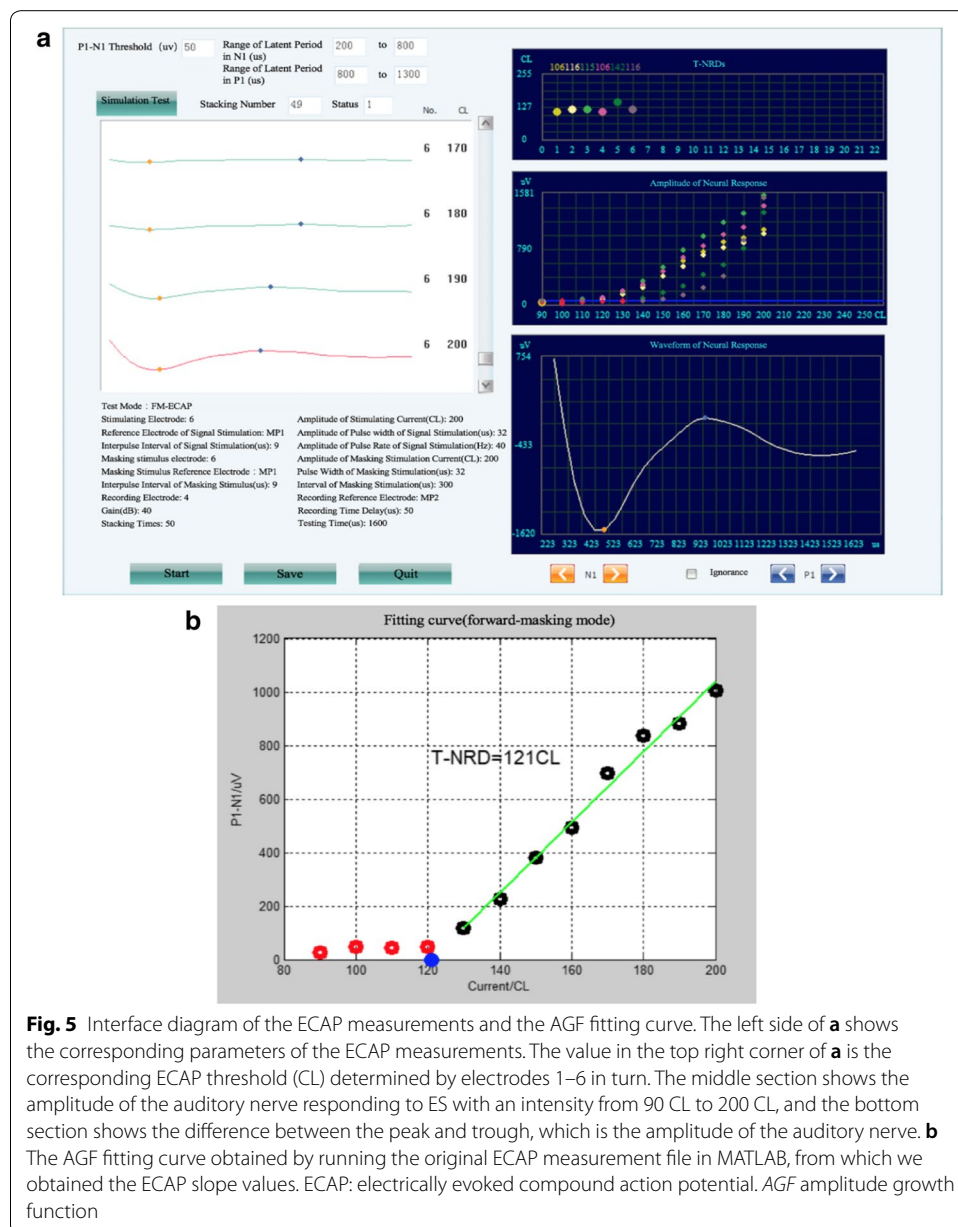 a
P1-N1 Threshold (uv) 50 Range of Latent Period in N1 (us) 200 to 800
Range of Latent Period in P1 (us) 800 to 1300
Simulation Test Stacking Number 49 Status 1
No. CL
6 170
6 180
6 190
6 200
Test Mode : FM-ECAP
Stimulating Electrode: 6
Reference Electrode of Signal Stimulation: MP1
Interpulse Interval of Signal Stimulation(us): 9
Masking stimulus electrode: 6
Masking Stimulus Reference Electrode : MP1
Interpulse Interval of Masking Stimulus(us): 9
Recording Electrode: 4
Gain(dB): 40
Stacking Times: 50
Amplitude of Stimulating Current(CL): 200
Amplitude of Pulse width of Signal Stimulation(us): 32
Amplitude of Pulse Rate of Signal Stimulation(Hz): 40
Amplitude of Masking Stimulation Current(CL): 200
Pulse Width of Masking Stimulation(us): 32
Interval of Masking Stimulation(us): 300
Recording Reference Electrode: MP2
Recording Time Delay(us): 50
Testing Time(us): 1600
Start Save Quit
CL T-NRDs
106116115106142116
255
127
0
0 1 2 3 4 5 6 7 8 9 10 11 12 13 14 15 16 17 18 19 20 21 22
uV Amplitude of Neural Response
1581
790
0
90 100 110 120 130 140 150 160 170 180 190 200 210 220 230 240 250 CL
uV Waveform of Neural Response
754
-433
-1620
223 323 423 523 623 723 823 923 1023 1123 1223 1323 1423 1523 1623 us
N1 Ignorance P1
b
Fitting curve(forward-masking mode)
P1-N1/uV
1200
1000
800
600
400
200
0
T-NRD=121CL
80 100 120 140 160 180 200
Current/CL
Fig. 5 Interface diagram of the ECAP measurements and the AGF fitting curve. The left side of a shows
the corresponding parameters of the ECAP measurements. The value in the top right corner of a is the
corresponding ECAP threshold (CL) determined by electrodes 1–6 in turn. The middle section shows the
amplitude of the auditory nerve responding to ES with an intensity from 90 CL to 200 CL, and the bottom
section shows the difference between the peak and trough, which is the amplitude of the auditory nerve. b
The AGF fitting curve obtained by running the original ECAP measurement file in MATLAB, from which we
obtained the ECAP slope values. ECAP: electrically evoked compound action potential. AGF amplitude growth
function